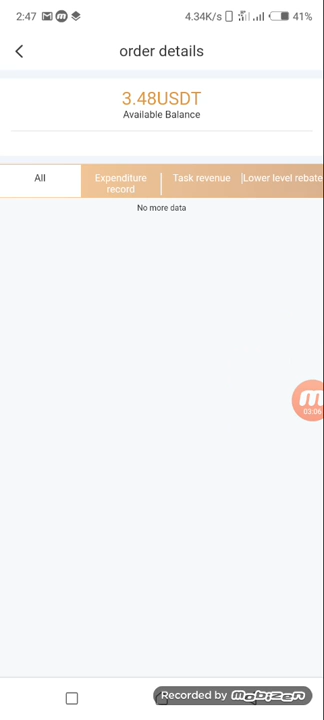 2:47 4.34K/s 41%
order details
3.48USDT
Available Balance
All Expenditure record Task revenue Lower level rebate
No more data
03:06
Recorded by mobizen